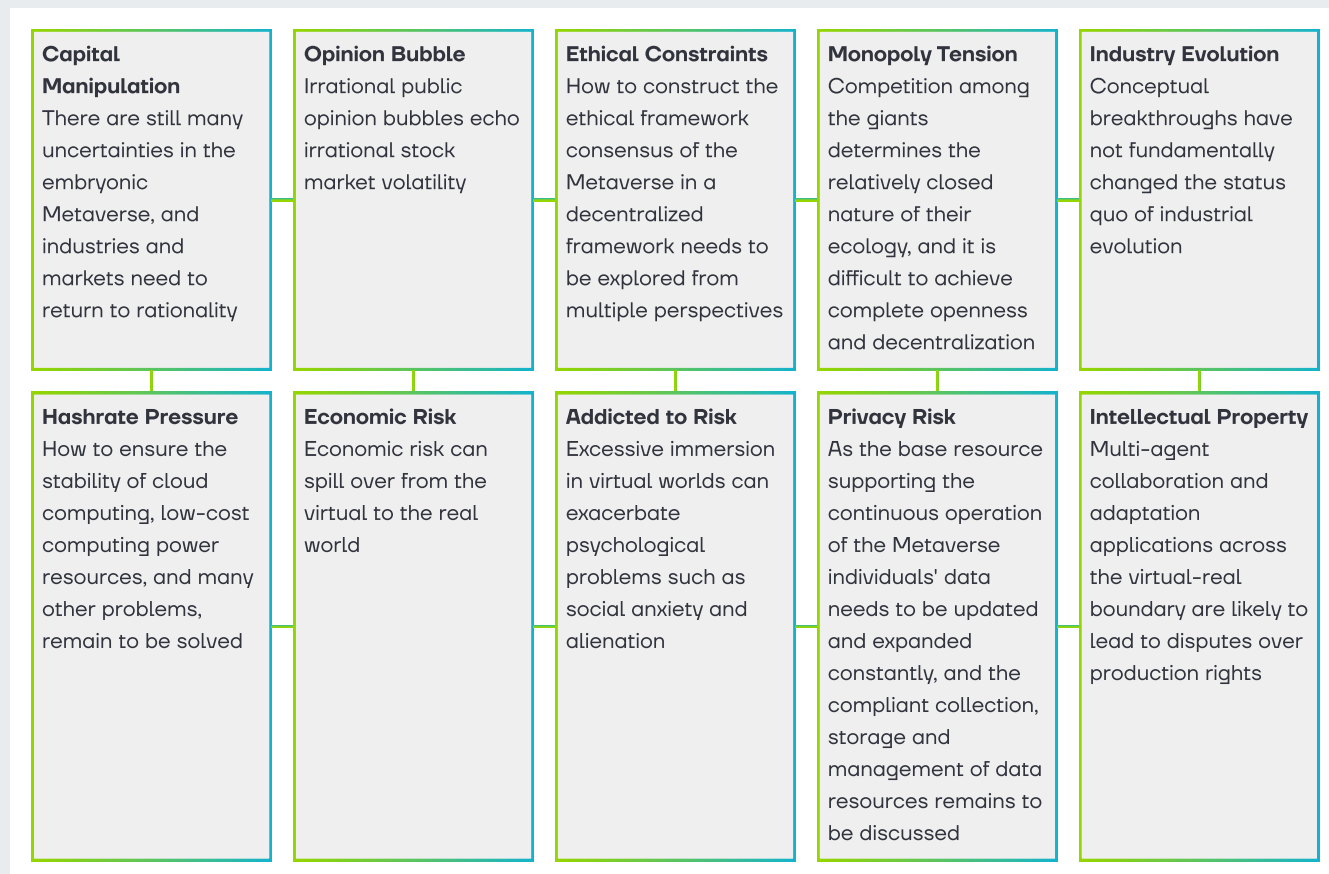 Capital
Manipulation
There are still many
uncertainties in the
embryonic
Metaverse, and
industries and
markets need to
return to rationality
Opinion Bubble
Irrational public
opinion bubbles echo
irrational stock
market volatility
Ethical Constraints
How to construct the
ethical framework
consensus of the
Metaverse in a
decentralized
framework needs to
be explored from
multiple perspectives
Monopoly Tension
Competition among
the giants
determines the
relatively closed
nature of their
ecology, and it is
difficult to achieve
complete openness
and decentralization
Industry Evolution
Conceptual
breakthroughs have
not fundamentally
changed the status
quo of industrial
evolution
Hashrate Pressure
How to ensure the
stability of cloud
computing, low-cost
computing power
resources, and many
other problems,
remain to be solved
Economic Risk
Economic risk can
spill over from the
virtual to the real
world
Addicted to Risk
Excessive immersion
in virtual worlds can
exacerbate
psychological
problems such as
social anxiety and
alienation
Privacy Risk
As the base resource
supporting the
continuous operation
of the Metaverse
individuals' data
needs to be updated
and expanded
constantly, and the
compliant collection,
storage and
management of data
resources remains to
be discussed
Intellectual Property
Multi-agent
collaboration and
adaptation
applications across
the virtual-real
boundary are likely to
lead to disputes over
production rights